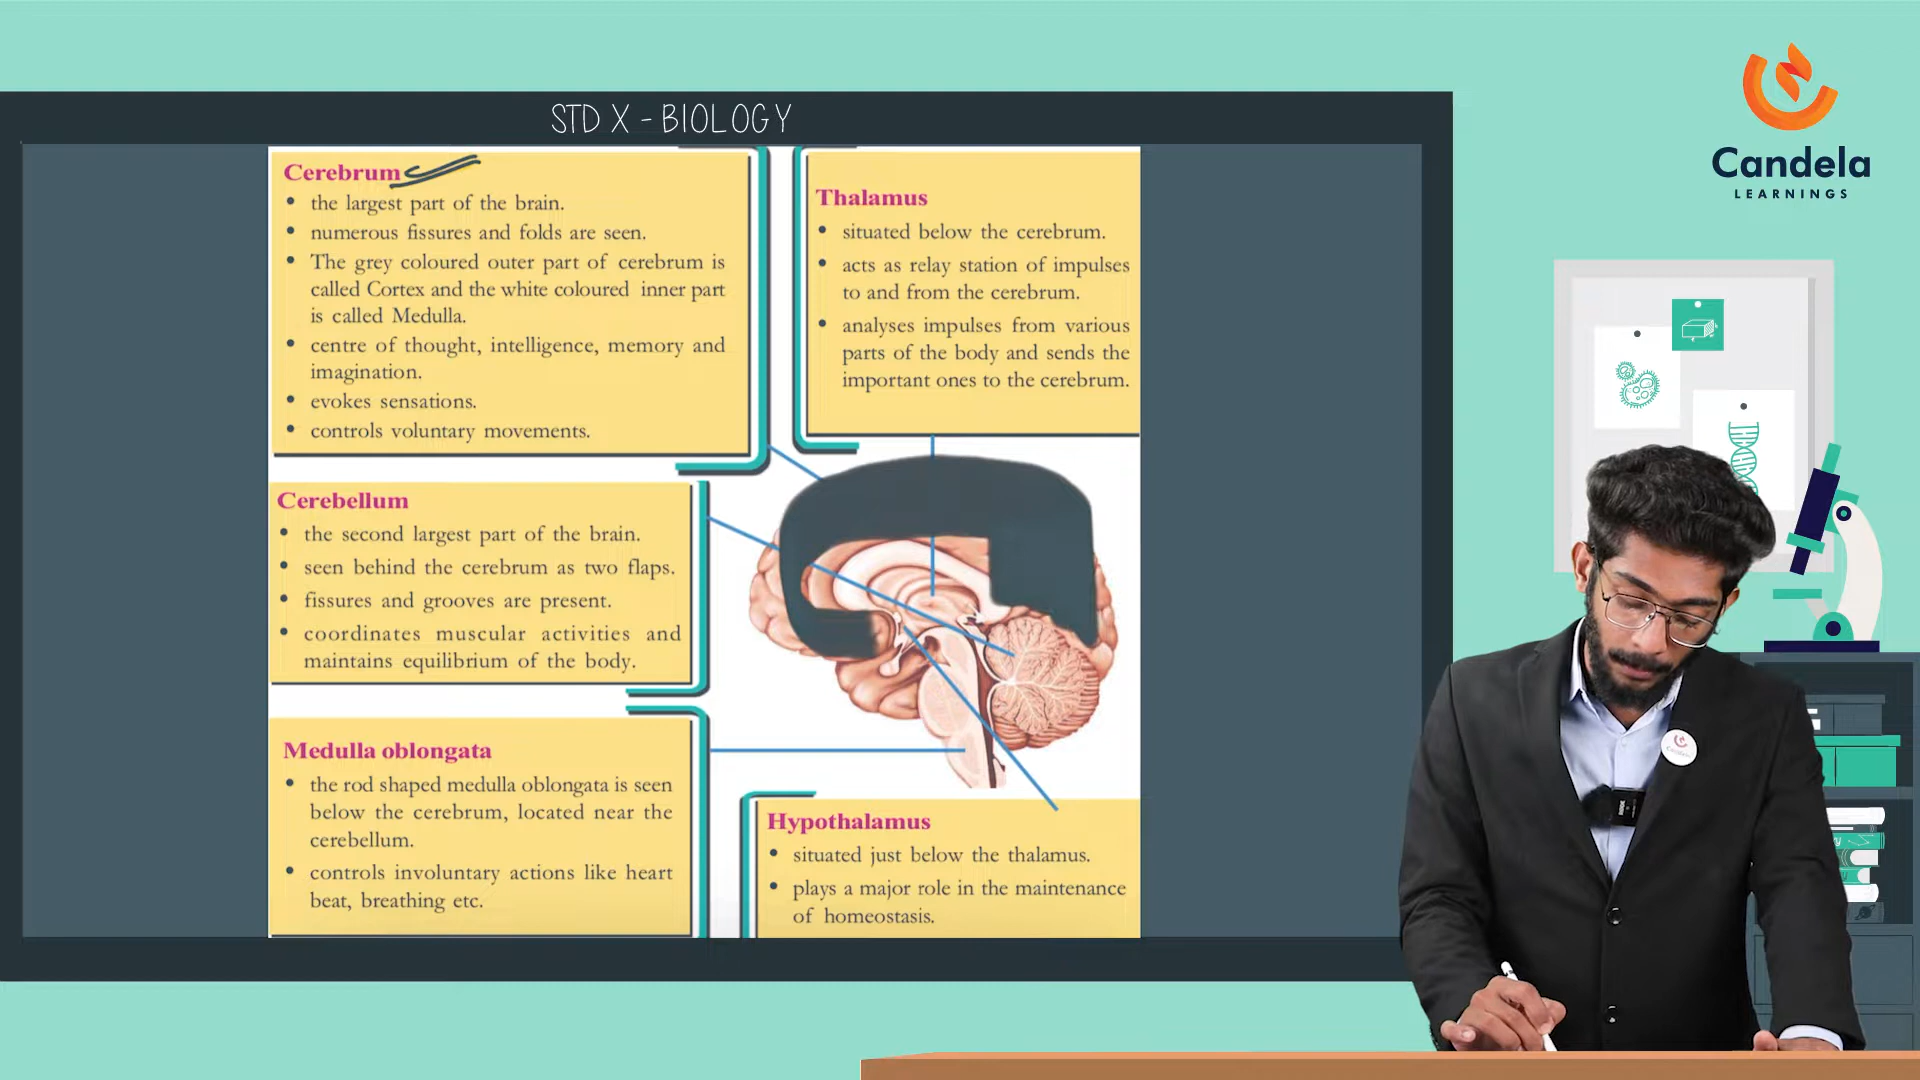 STD X - BIOLOGY
Candela
LEARNINGS
Cerebrum
• the largest part of the brain.
• numerous fissures and folds are seen.
• The grey coloured outer part of cerebrum is
called Cortex and the white coloured inner part
is called Medulla.
• centre of thought, intelligence, memory and
imagination.
• evokes sensations.
• controls voluntary movements.
Thalamus
• situated below the cerebrum.
• acts as relay station of impulses
to and from the cerebrum.
• analyses impulses from various
parts of the body and sends the
important ones to the cerebrum.
Cerebellum
• the second largest part of the brain.
• seen behind the cerebrum as two flaps.
• fissures and grooves are present.
• coordinates muscular activities and
maintains equilibrium of the body.
Medulla oblongata
• the rod shaped medulla oblongata is seen
below the cerebrum, located near the
cerebellum.
• controls involuntary actions like heart
beat, breathing etc.
Hypothalamus
• situated just below the thalamus.
• plays a major role in the maintenance
of homeostasis.